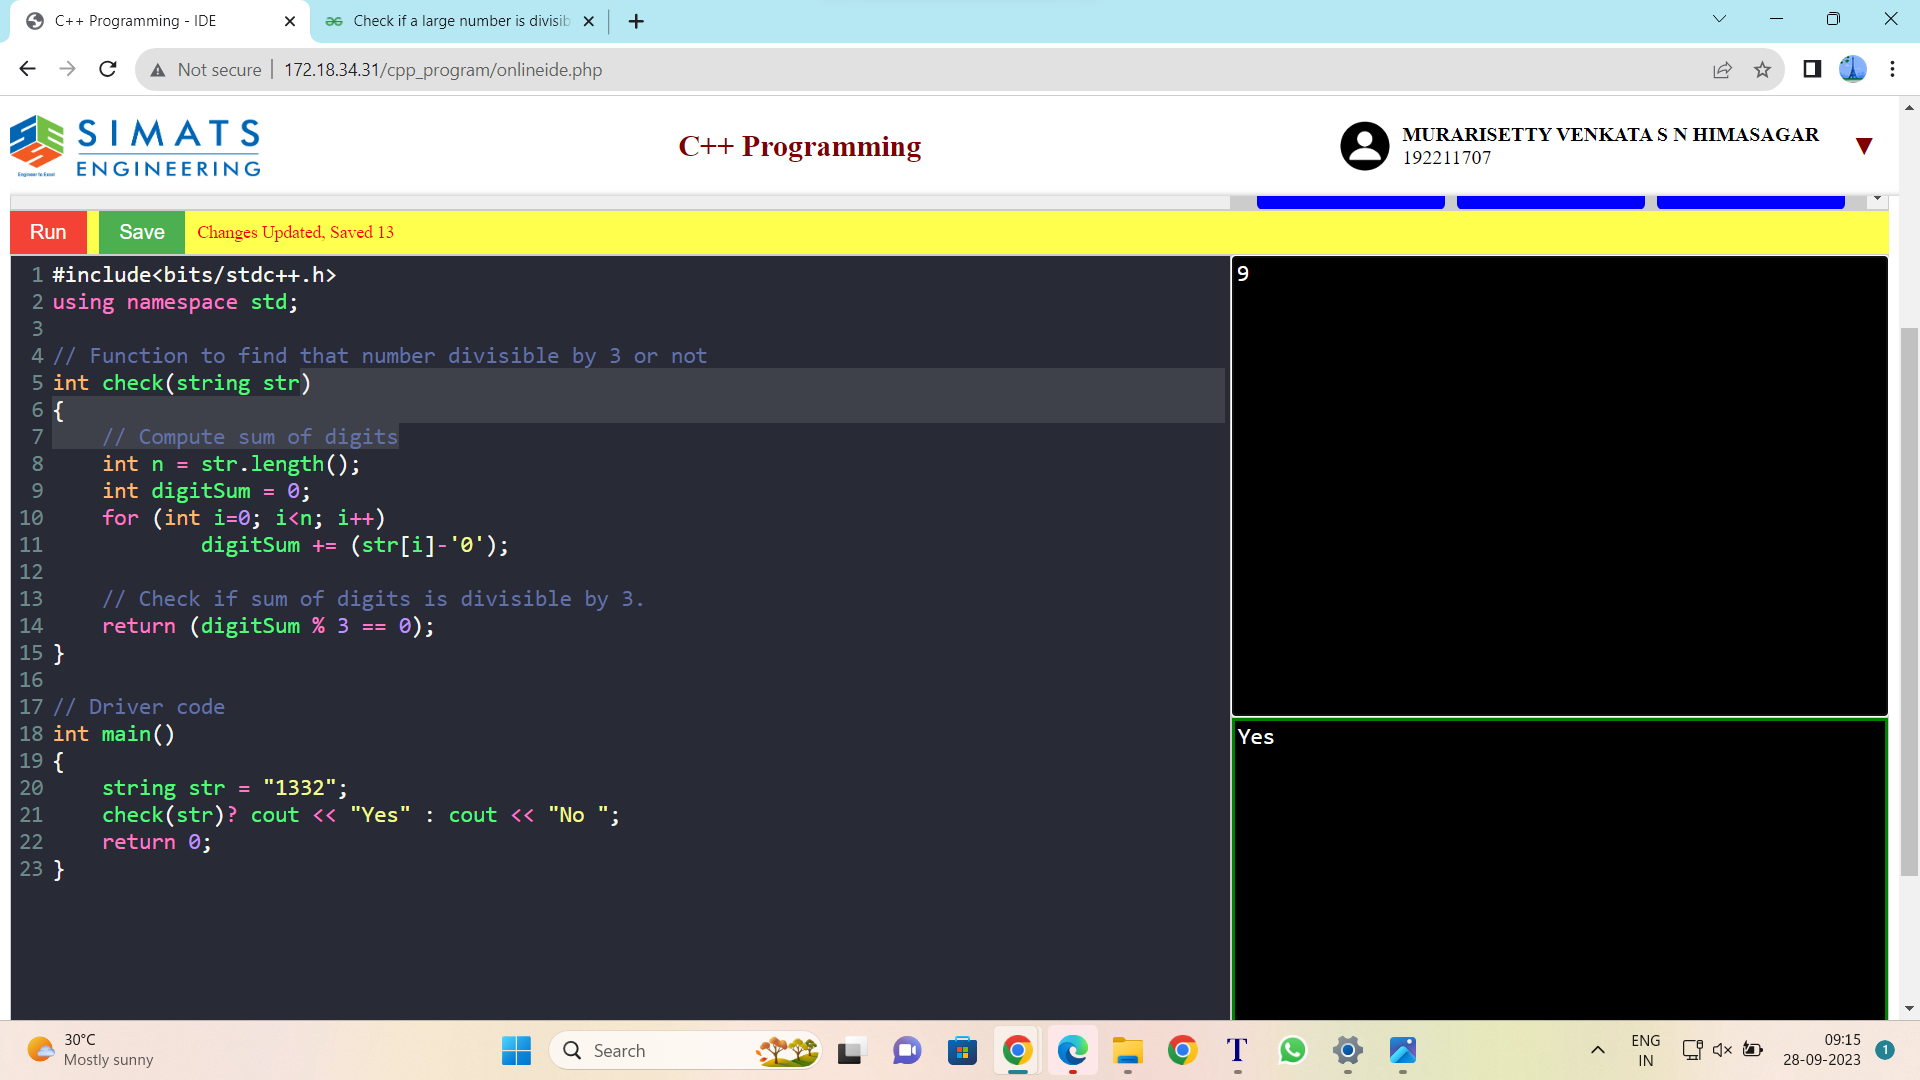 C++ Programming - IDE
Check if a large number is divisib
Not secure
172.18.34.31/cpp_program/onlineide.php
SIMATS
ENGINEERING
Engineer to Excel
C++ Programming
MURARISETTY VENKATA S N HIMASAGAR
192211707
Run
Save
Changes Updated, Saved 13
1 #include<bits/stdc++.h>
2 using namespace std;
3
4 // Function to find that number divisible by 3 or not
5 int check(string str)
6 {
7     // Compute sum of digits
8     int n = str.length();
9     int digitSum = 0;
10     for (int i=0; i<n; i++)
11             digitSum += (str[i]-'0');
12
13     // Check if sum of digits is divisible by 3.
14     return (digitSum % 3 == 0);
15 }
16
17 // Driver code
18 int main()
19 {
20     string str = "1332";
21     check(str)? cout << "Yes" : cout << "No ";
22     return 0;
23 }
9
Yes
30°C
Mostly sunny
Search
T
ENG
IN
09:15
28-09-2023
1